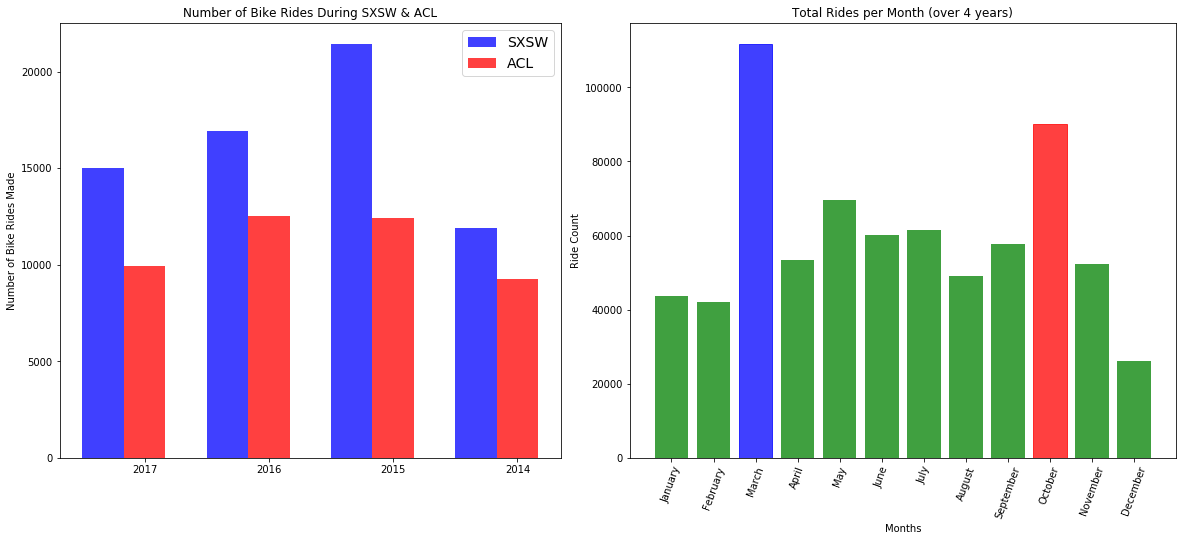 Number of Bike Rides During SXSW & ACL
Number of Bike Rides Made
20000
15000
10000
5000
0
SXSW
ACL
2017 2016 2015 2014
Total Rides per Month (over 4 years)
Ride Count
100000
80000
60000
40000
20000
0
January February March April May June July August September October November December
Months